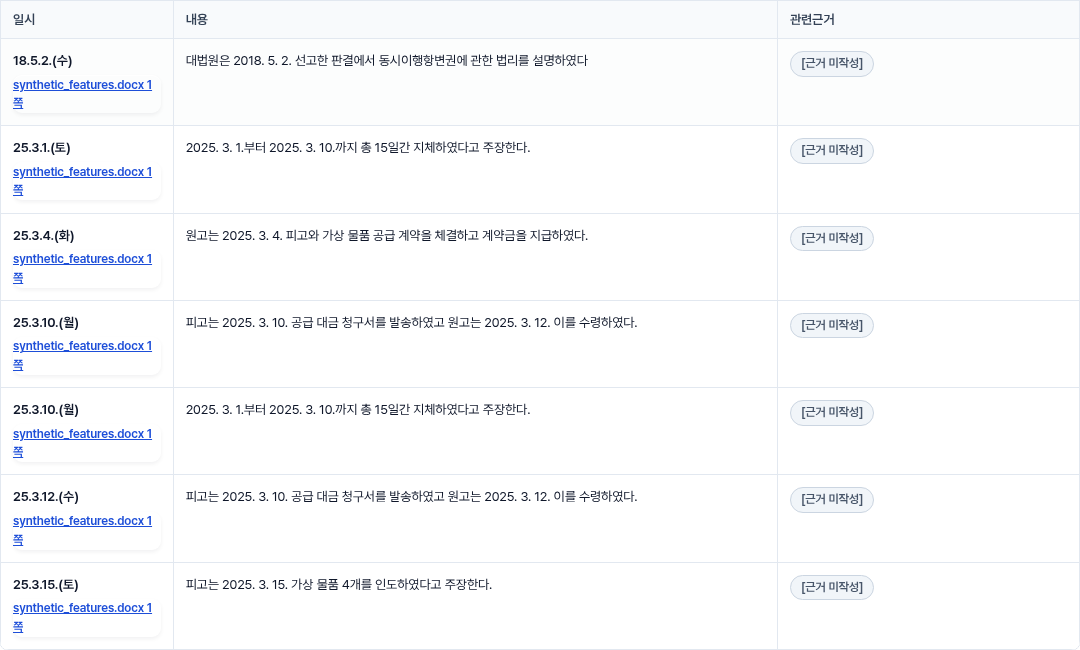 일시 내용 관련근거
18.5.2.(수) 대법원은 2018. 5. 2. 선고한 판결에서 동시이행항변권에 관한 법리를 설명하였다 [근거 미작성]
synthetic_features.docx 1
쪽
25.3.1.(토) 2025. 3. 1.부터 2025. 3. 10.까지 총 15일간 지체하였다고 주장한다. [근거 미작성]
synthetic_features.docx 1
쪽
25.3.4.(화) 원고는 2025. 3. 4. 피고와 가상 물품 공급 계약을 체결하고 계약금을 지급하였다. [근거 미작성]
synthetic_features.docx 1
쪽
25.3.10.(월) 피고는 2025. 3. 10. 공급 대금 청구서를 발송하였고 원고는 2025. 3. 12. 이를 수령하였다. [근거 미작성]
synthetic_features.docx 1
쪽
25.3.10.(월) 2025. 3. 1.부터 2025. 3. 10.까지 총 15일간 지체하였다고 주장한다. [근거 미작성]
synthetic_features.docx 1
쪽
25.3.12.(수) 피고는 2025. 3. 10. 공급 대금 청구서를 발송하였고 원고는 2025. 3. 12. 이를 수령하였다. [근거 미작성]
synthetic_features.docx 1
쪽
25.3.15.(토) 피고는 2025. 3. 15. 가상 물품 4개를 인도하였다고 주장한다. [근거 미작성]
synthetic_features.docx 1
쪽